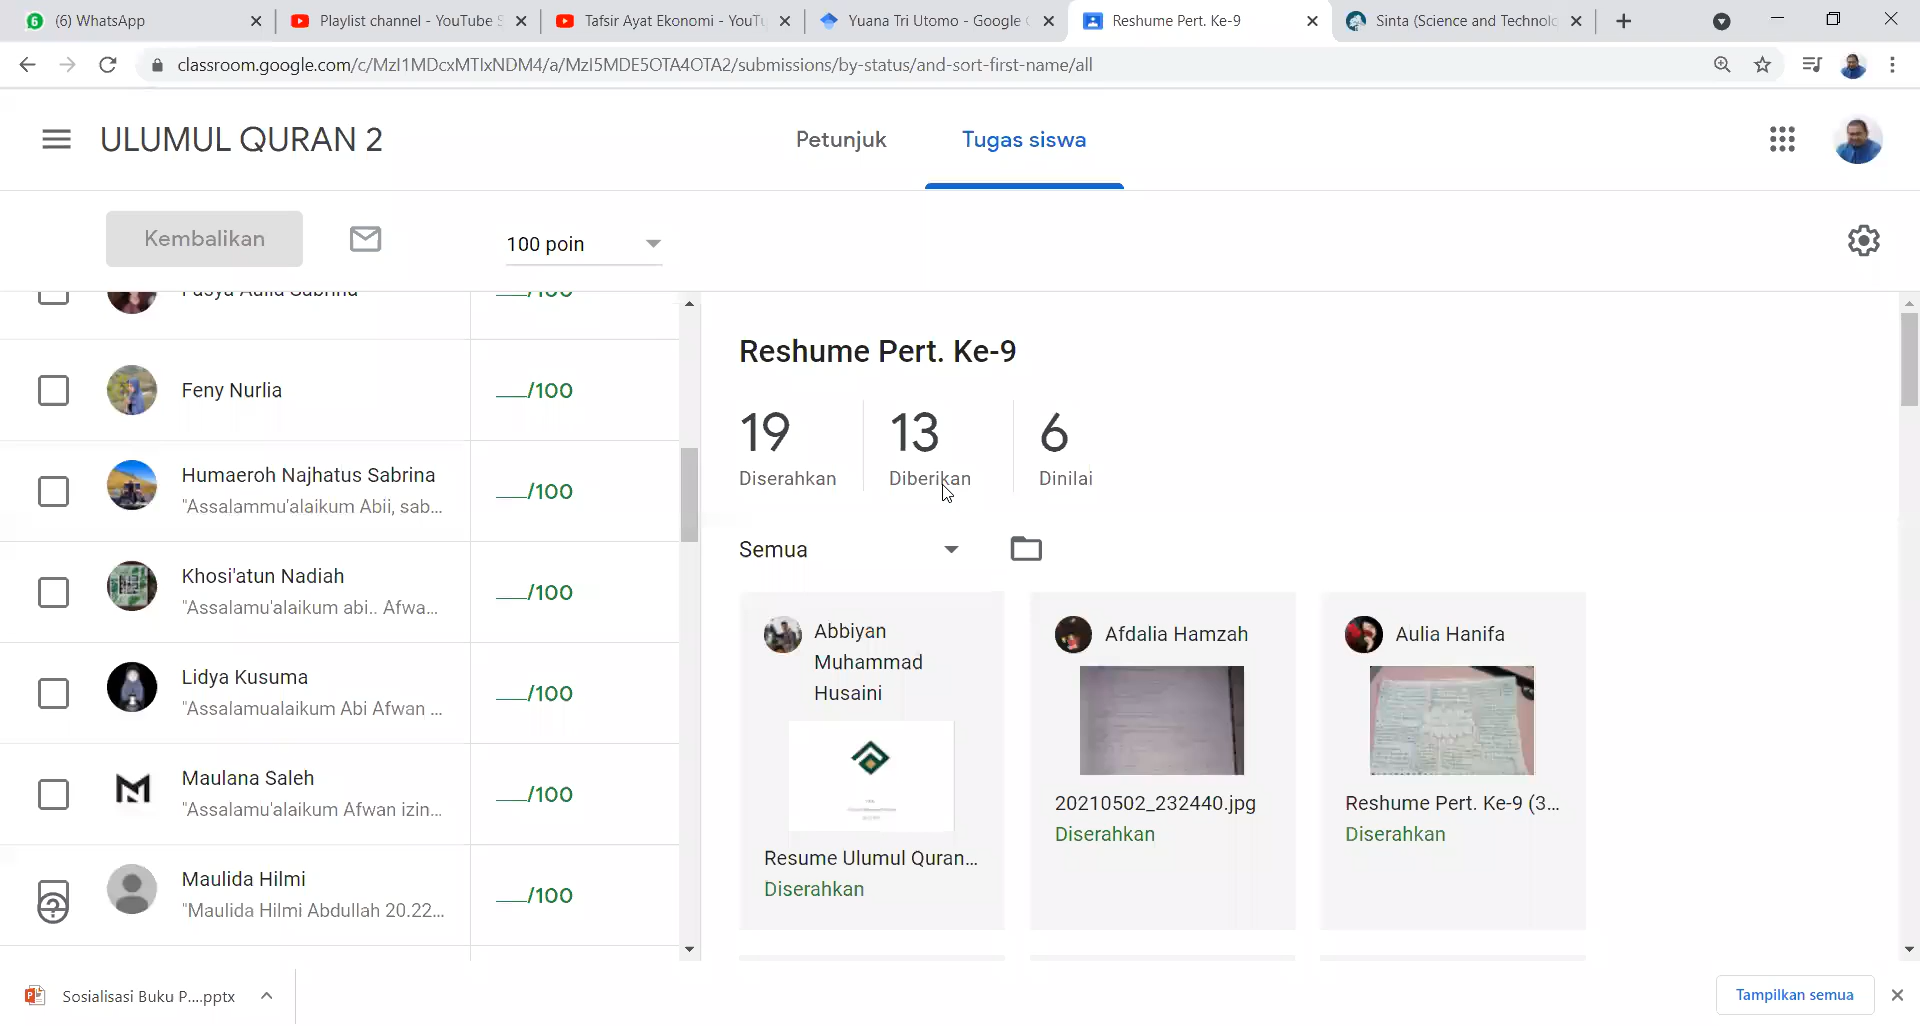 (6) WhatsApp
Playlist channel - YouTube S
Tafsir Ayat Ekonomi - YouTu
Yuana Tri Utomo - Google
Reshume Pert. Ke-9
Sinta (Science and Technolo
classroom.google.com/c/MzI1MDcxMTIxNDM4/a/MzI5MDE5OTA4OTA2/submissions/by-status/and-sort-first-name/all
ULUMUL QURAN 2
Petunjuk
Tugas siswa
Kembalikan
100 poin
/100
Feny Nurlia
/100
Humaeroh Najhatus Sabrina
"Assalammu'alaikum Abii, sab...
/100
Khosi'atun Nadiah
"Assalamu'alaikum abi.. Afwa...
/100
Lidya Kusuma
"Assalamualaikum Abi Afwan ...
/100
Maulana Saleh
"Assalamu'alaikum Afwan izin...
/100
Maulida Hilmi
"Maulida Hilmi Abdullah 20.22...
/100
Reshume Pert. Ke-9
19
Diserahkan
13
Diberikan
6
Dinilai
Semua
Abbiyan
Muhammad
Husaini
Resume Ulumul Quran...
Diserahkan
Afdalia Hamzah
20210502_232440.jpg
Diserahkan
Aulia Hanifa
Reshume Pert. Ke-9 (3...
Diserahkan
Sosialisasi Buku P....pptx
Tampilkan semua